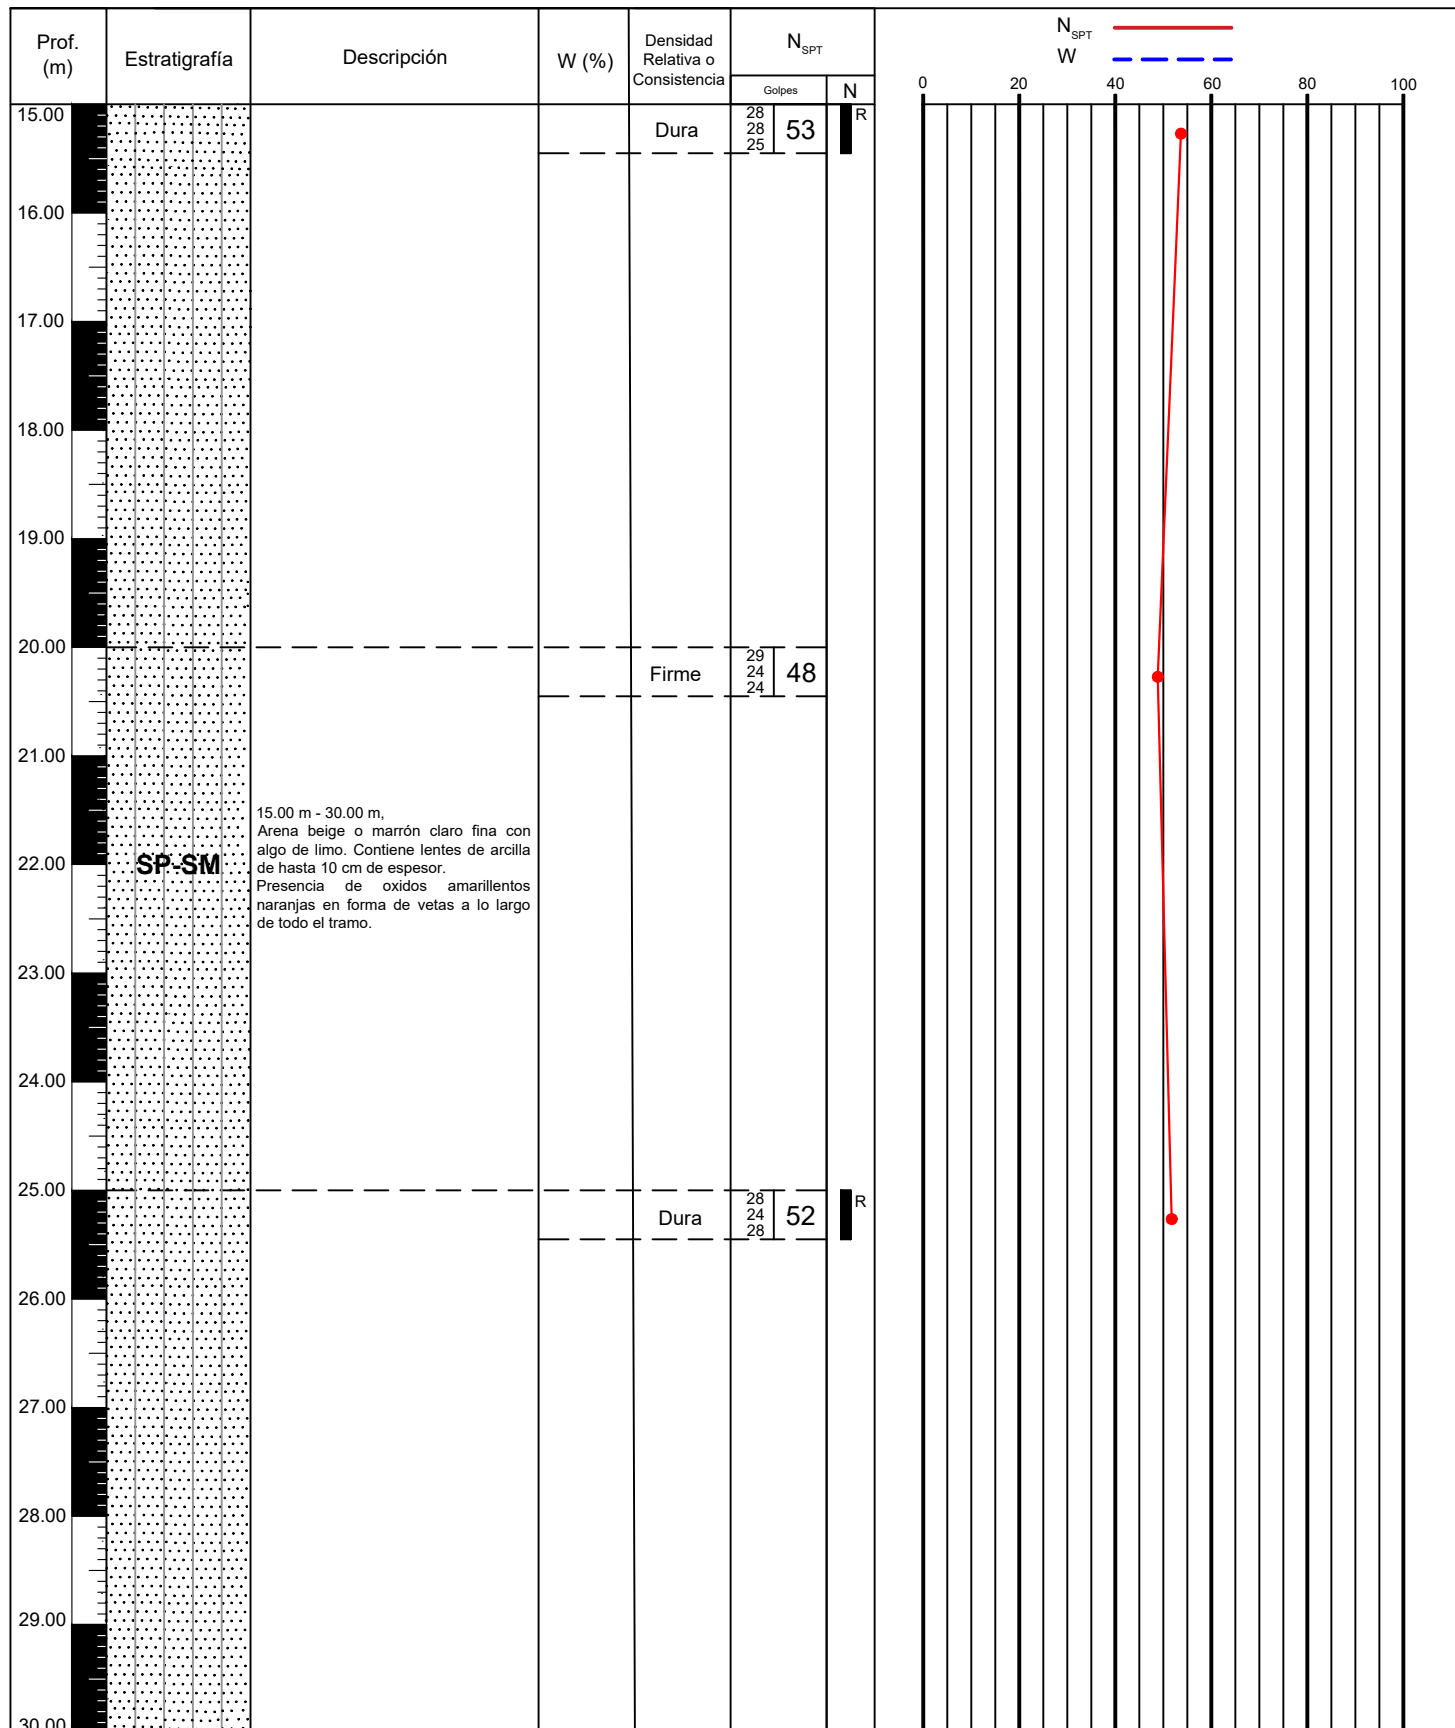 Prof.
(m)
Estratigrafía
Descripción
W (%)
Densidad
Relativa o
Consistencia
N SPT
Golpes
N
N SPT
W
0 20 40 60 80 100
15.00
Dura
28
28
25
53
R
16.00
17.00
18.00
19.00
20.00
Firme
29
24
24
48
21.00
15.00 m - 30.00 m,
Arena beige o marrón claro fina con
algo de limo. Contiene lentes de arcilla
de hasta 10 cm de espesor.
Presencia de oxidos amarillentos
naranjas en forma de vetas a lo largo
de todo el tramo.
22.00
SP-SM
23.00
24.00
25.00
Dura
28
24
28
52
R
26.00
27.00
28.00
29.00
30.00